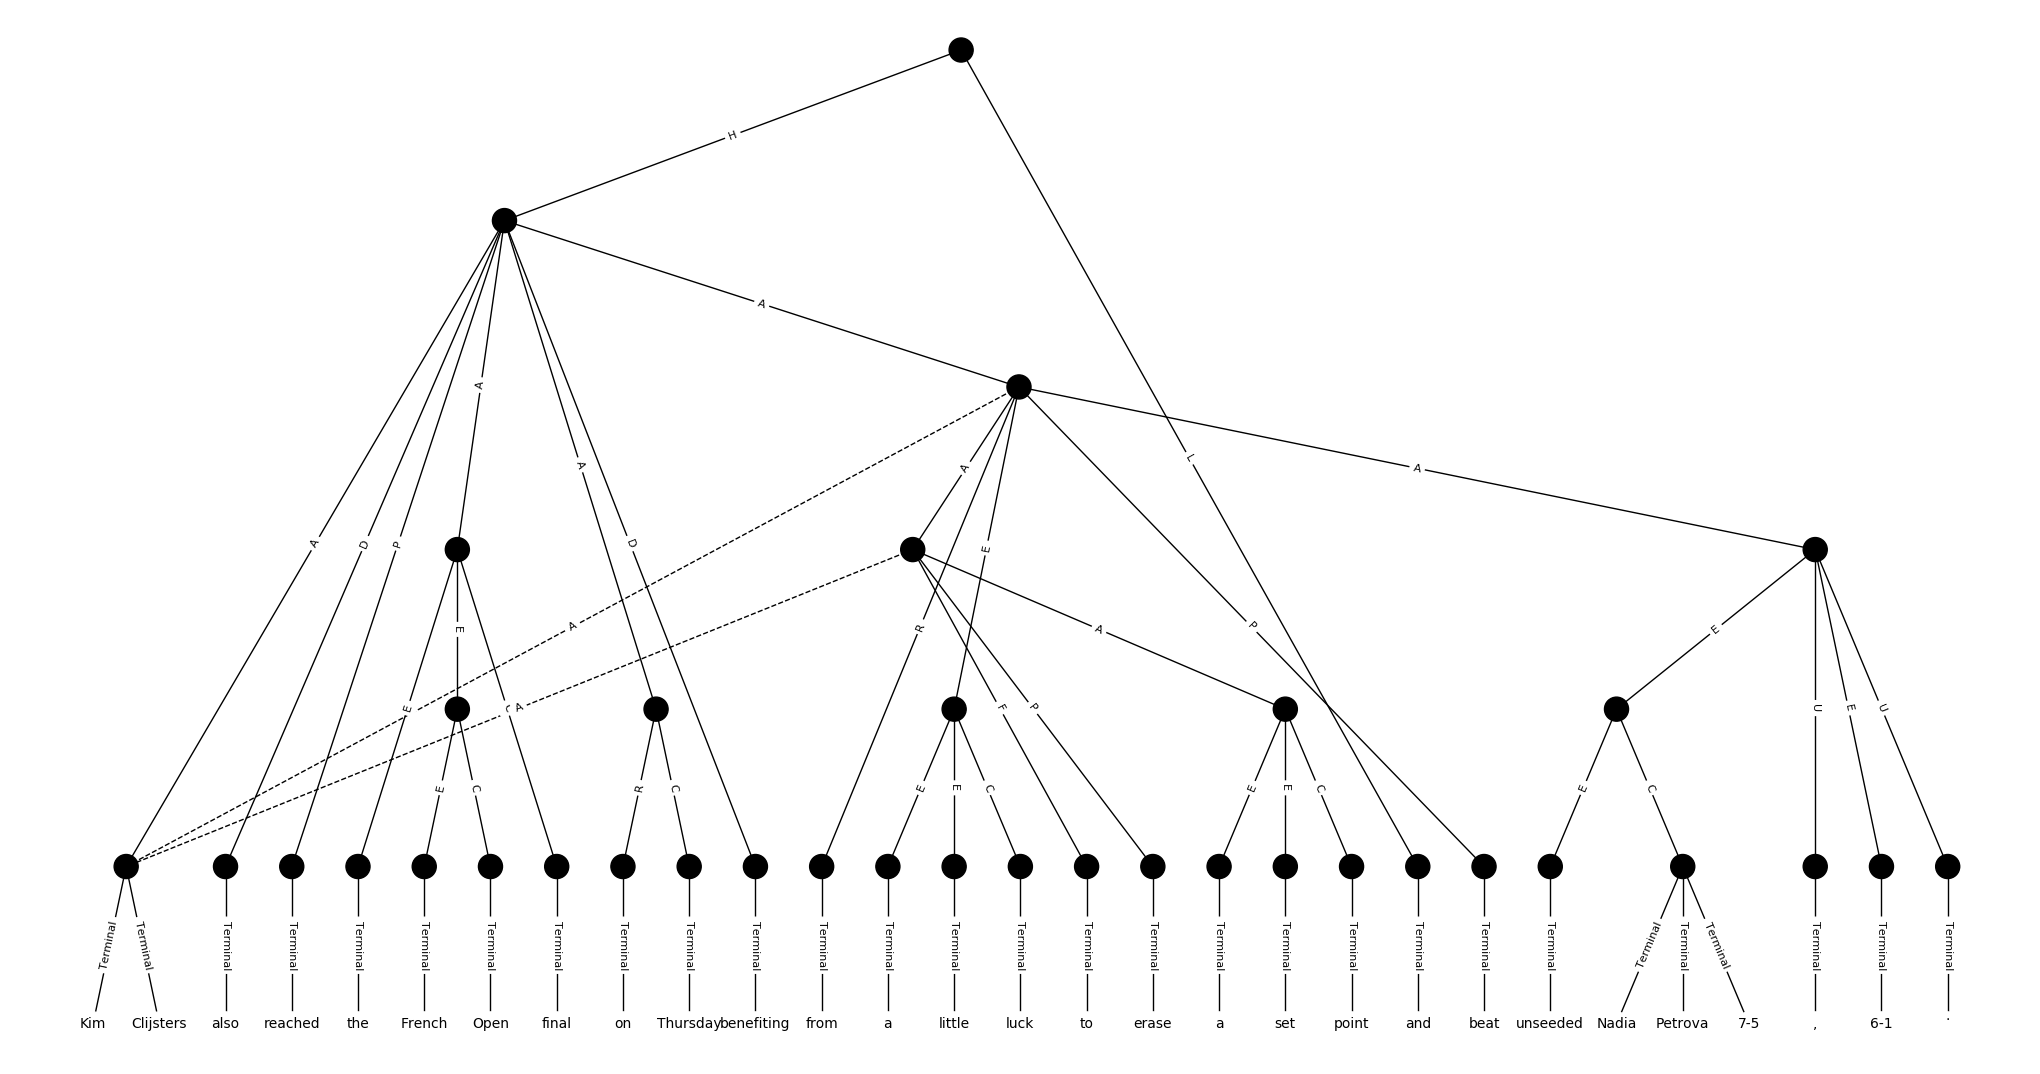 H
A
L
A
A
A
A
D
P
A
D
A
E
R
A
P
E
A
E
E
C
A
F
P
U
E
U
E
C
R
C
E
E
C
E
E
C
E
C
Terminal Terminal Terminal Terminal Terminal Terminal Terminal Terminal Terminal Terminal Terminal Terminal Terminal Terminal Terminal Terminal Terminal Terminal Terminal Terminal Terminal Terminal Terminal Terminal Terminal Terminal Terminal Terminal Terminal
Kim Clijsters also reached the French Open final on Thursday benefiting from a little luck to erase a set point and beat unseeded Nadia Petrova 7-5 , 6-1 .